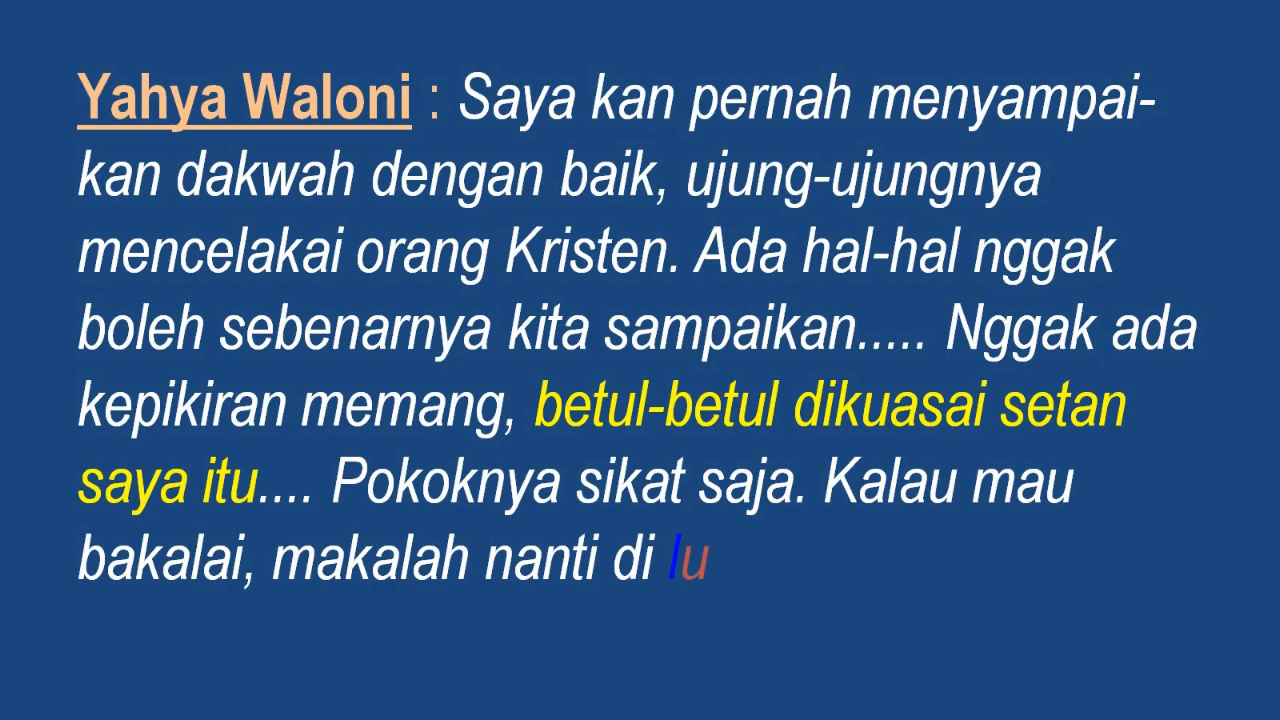 Yahya Waloni : Saya kan pernah menyampai-
kan dakwah dengan baik, ujung-ujungnya
mencelakai orang Kristen. Ada hal-hal nggak
boleh sebenarnya kita sampaikan..... Nggak ada
kepikiran memang, betul-betul dikuasai setan
saya itu.... Pokoknya sikat saja. Kalau mau
bakalai, makalah nanti di lu